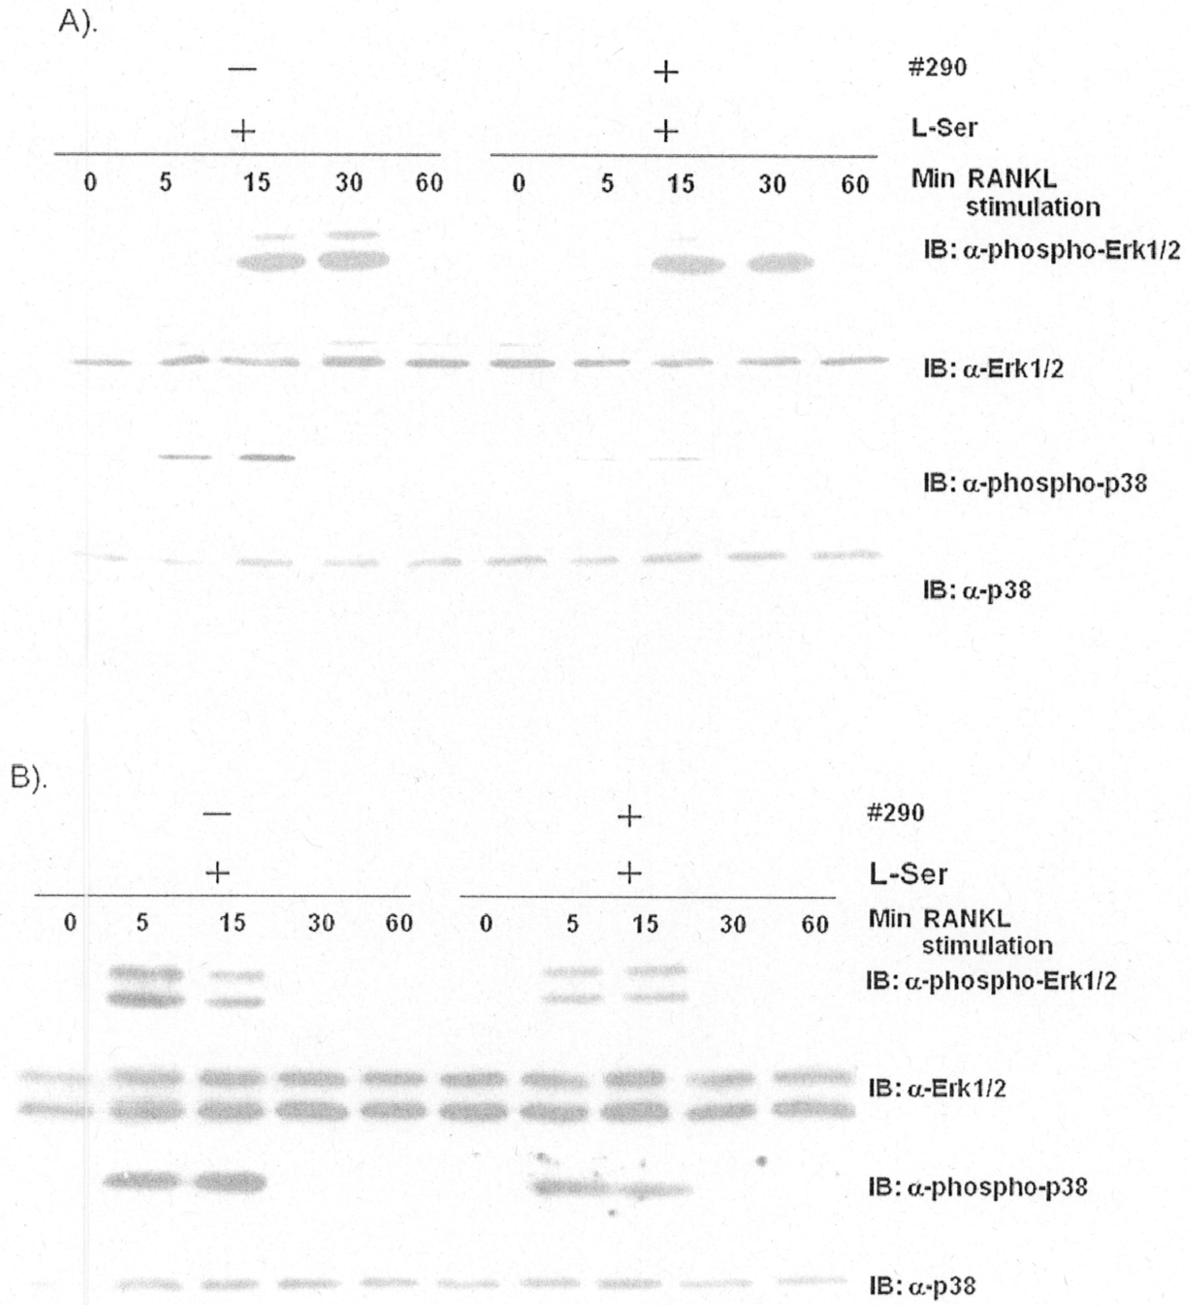 A).
− + #290
+ + L-Ser
0 5 15 30 60 0 5 15 30 60 Min RANKL
stimulation
IB: α-phospho-Erk1/2
IB: α-Erk1/2
IB: α-phospho-p38
IB: α-p38
B).
− + #290
+ + L-Ser
0 5 15 30 60 0 5 15 30 60 Min RANKL
stimulation
IB: α-phospho-Erk1/2
IB: α-Erk1/2
IB: α-phospho-p38
IB: α-p38